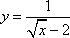 y = 1/(√x − 2)